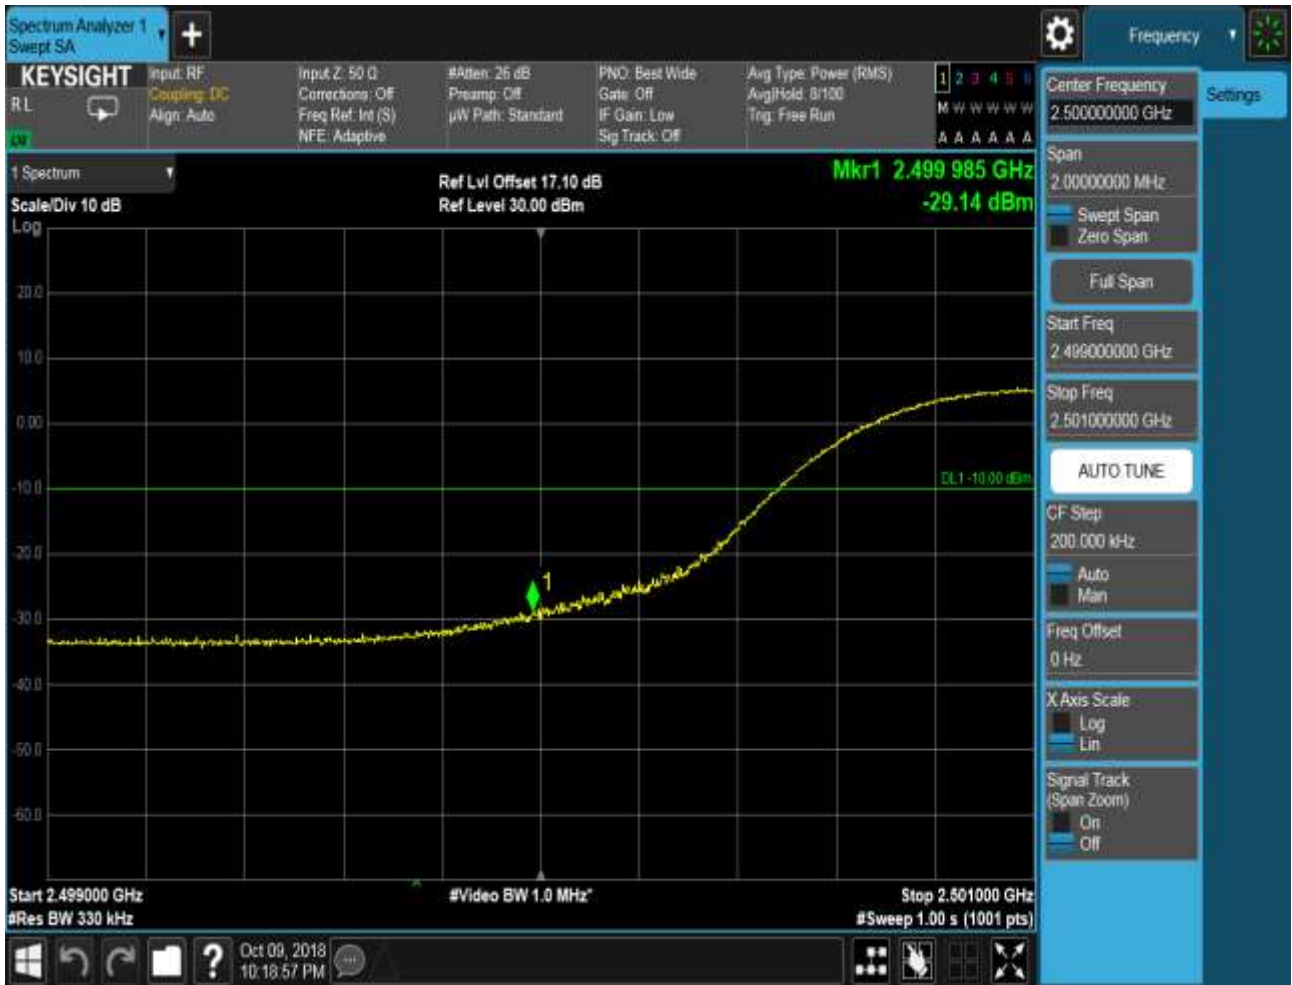 Spectrum Analyzer 1
Swept SA
Frequency
KEYSIGHT
RL
Input: RF
Coupling: DC
Align: Auto
Input Z: 50 Ω
Corrections: Off
Freq Ref: Int (S)
NFE: Adaptive
#Atten: 26 dB
Preamp: Off
µW Path: Standard
PNO: Best Wide
Gate: Off
IF Gain: Low
Sig Track: Off
Avg Type: Power (RMS)
Avg|Hold: 8/100
Trig: Free Run
1 2 3 4 5 6
M W W W W W
A A A A A A
1 Spectrum
Scale/Div 10 dB
Log
Ref Lvl Offset 17.10 dB
Ref Level 30.00 dBm
Mkr1 2.499 985 GHz
-29.14 dBm
20.0
10.0
0.00
-10.0
-20.0
-30.0
-40.0
-50.0
-60.0
DL1 -10.00 dBm
1
Start 2.499000 GHz
#Res BW 330 kHz
#Video BW 1.0 MHz*
Stop 2.501000 GHz
#Sweep 1.00 s (1001 pts)
Center Frequency
2.500000000 GHz
Settings
Span
2.00000000 MHz
Swept Span
Zero Span
Full Span
Start Freq
2.499000000 GHz
Stop Freq
2.501000000 GHz
AUTO TUNE
CF Step
200.000 kHz
Auto
Man
Freq Offset
0 Hz
X Axis Scale
Log
Lin
Signal Track
(Span Zoom)
On
Off
?
Oct 09, 2018
10:18:57 PM